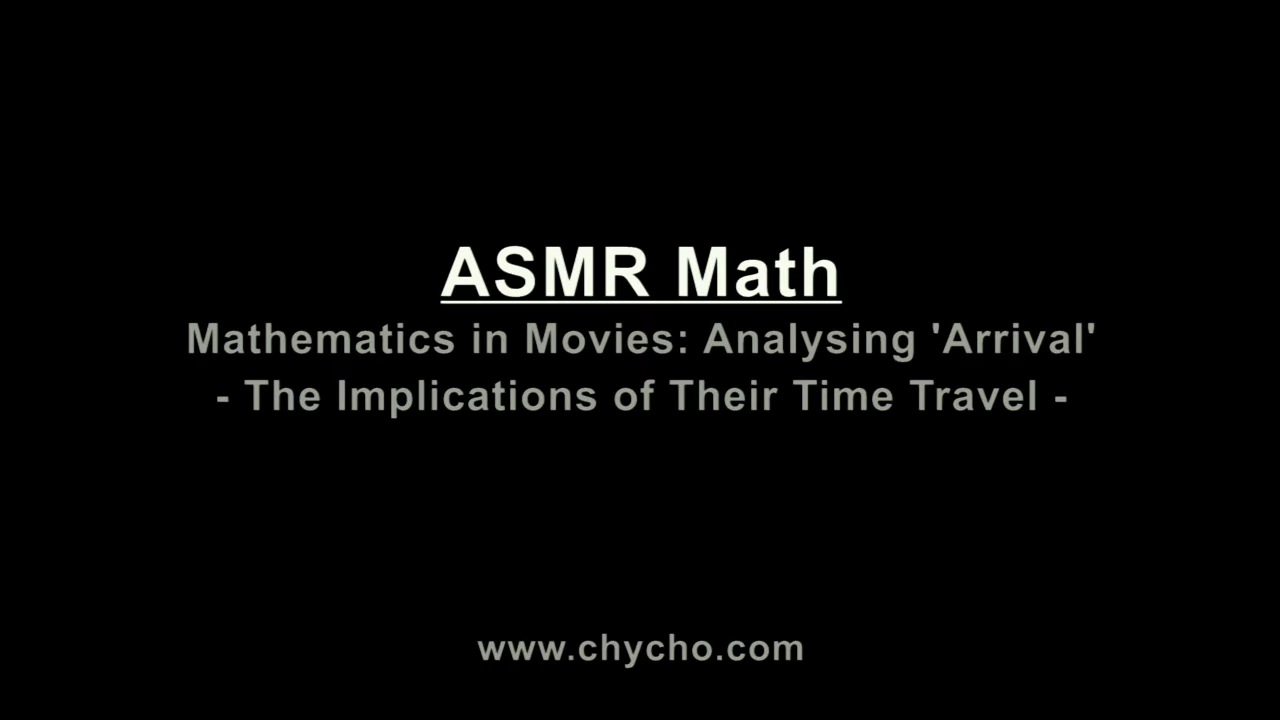 ASMR Math
Mathematics in Movies: Analysing 'Arrival'
- The Implications of Their Time Travel -
www.chycho.com